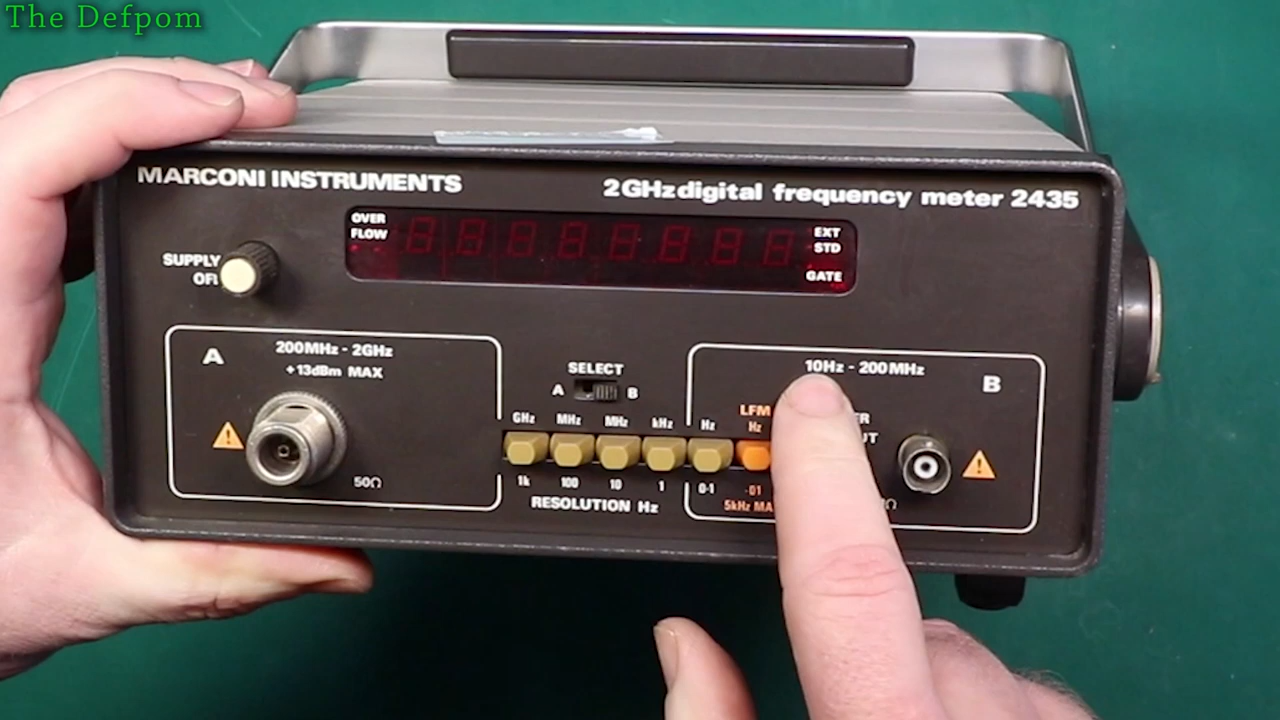 The Defpom
MARCONI INSTRUMENTS
2GHz digital frequency meter 2435
OVER
FLOW
EXT
STD
GATE
SUPPLY
A
200MHz - 2GHz
+13dBm MAX
50Ω
SELECT
A B
GHz MHz MHz kHz Hz
1k 100 10 1 0·1
RESOLUTION Hz
10Hz - 200MHz
B
LFM
Hz
·01
5kHz MA